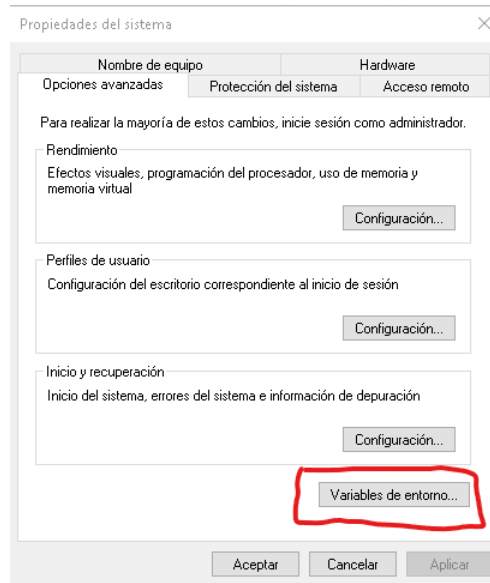 Propiedades del sistema
Nombre de equipo
Hardware
Opciones avanzadas
Protección del sistema
Acceso remoto
Para realizar la mayoría de estos cambios, inicie sesión como administrador.
Rendimiento
Efectos visuales, programación del procesador, uso de memoria y
memoria virtual
Configuración...
Perfiles de usuario
Configuración del escritorio correspondiente al inicio de sesión
Configuración...
Inicio y recuperación
Inicio del sistema, errores del sistema e información de depuración
Configuración...
Variables de entorno...
Aceptar
Cancelar
Aplicar